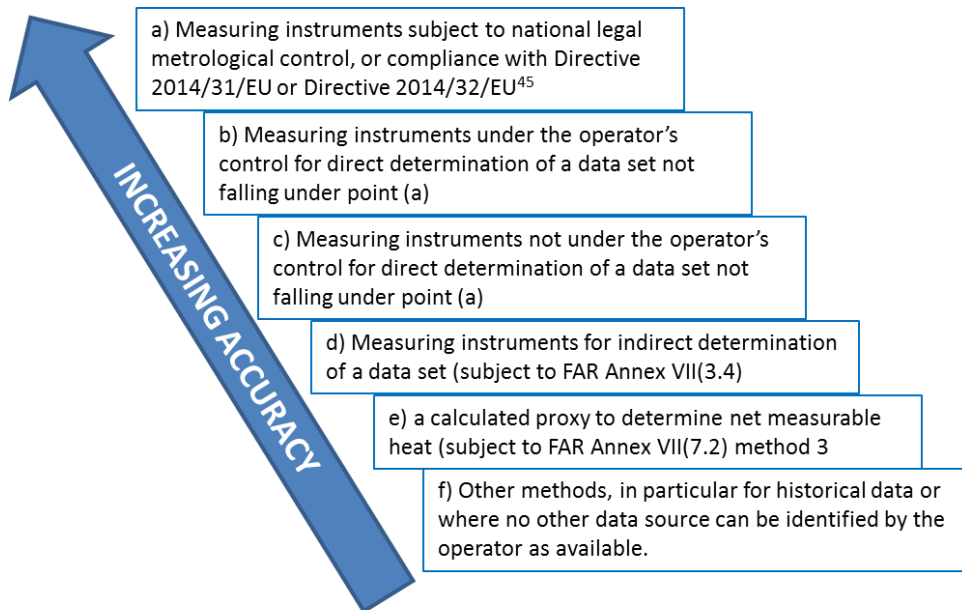 a) Measuring instruments subject to national legal
metrological control, or compliance with Directive
2014/31/EU or Directive 2014/32/EU⁴⁵
b) Measuring instruments under the operator’s
control for direct determination of a data set not
falling under point (a)
c) Measuring instruments not under the operator’s
control for direct determination of a data set not
falling under point (a)
d) Measuring instruments for indirect determination
of a data set (subject to FAR Annex VII(3.4)
e) a calculated proxy to determine net measurable
heat (subject to FAR Annex VII(7.2) method 3
f) Other methods, in particular for historical data or
where no other data source can be identified by the
operator as available.
INCREASING ACCURACY